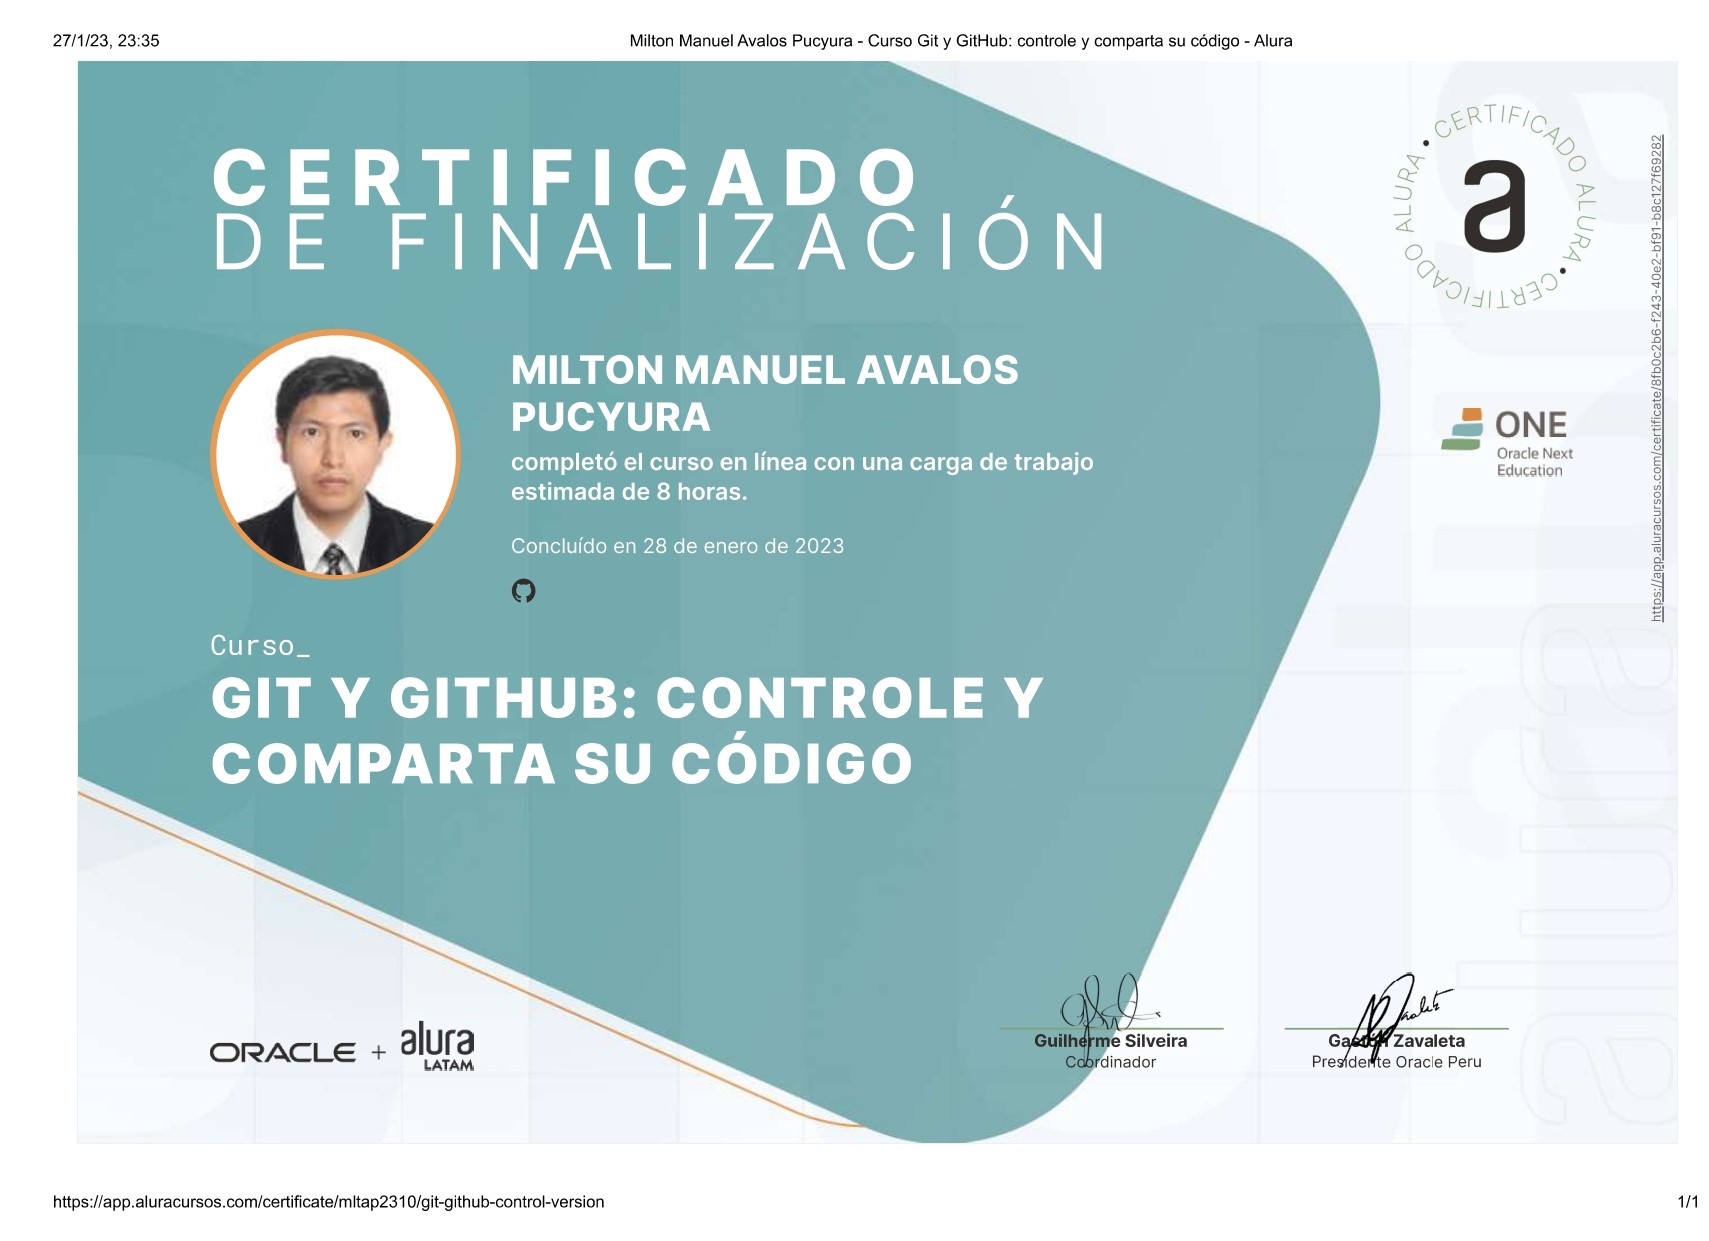 27/1/23, 23:35
Milton Manuel Avalos Pucyura - Curso Git y GitHub: controle y comparta su código - Alura
CERTIFICADO
DE FINALIZACIÓN
• CERTIFICADO ALURA • CERTIFICADO ALURA
a
https://app.aluracursos.com/certificate/8fb0c2b6-f243-40e2-bf91-b8c127f69282
MILTON MANUEL AVALOS
PUCYURA
completó el curso en línea con una carga de trabajo
estimada de 8 horas.
Concluído en 28 de enero de 2023
ONE
Oracle Next
Education
Curso_
GIT Y GITHUB: CONTROLE Y
COMPARTA SU CÓDIGO
ORACLE + alura
LATAM
Guilherme Silveira
Coordinador
Gastón Zavaleta
Presidente Oracle Peru
alura
https://app.aluracursos.com/certificate/mltap2310/git-github-control-version
1/1